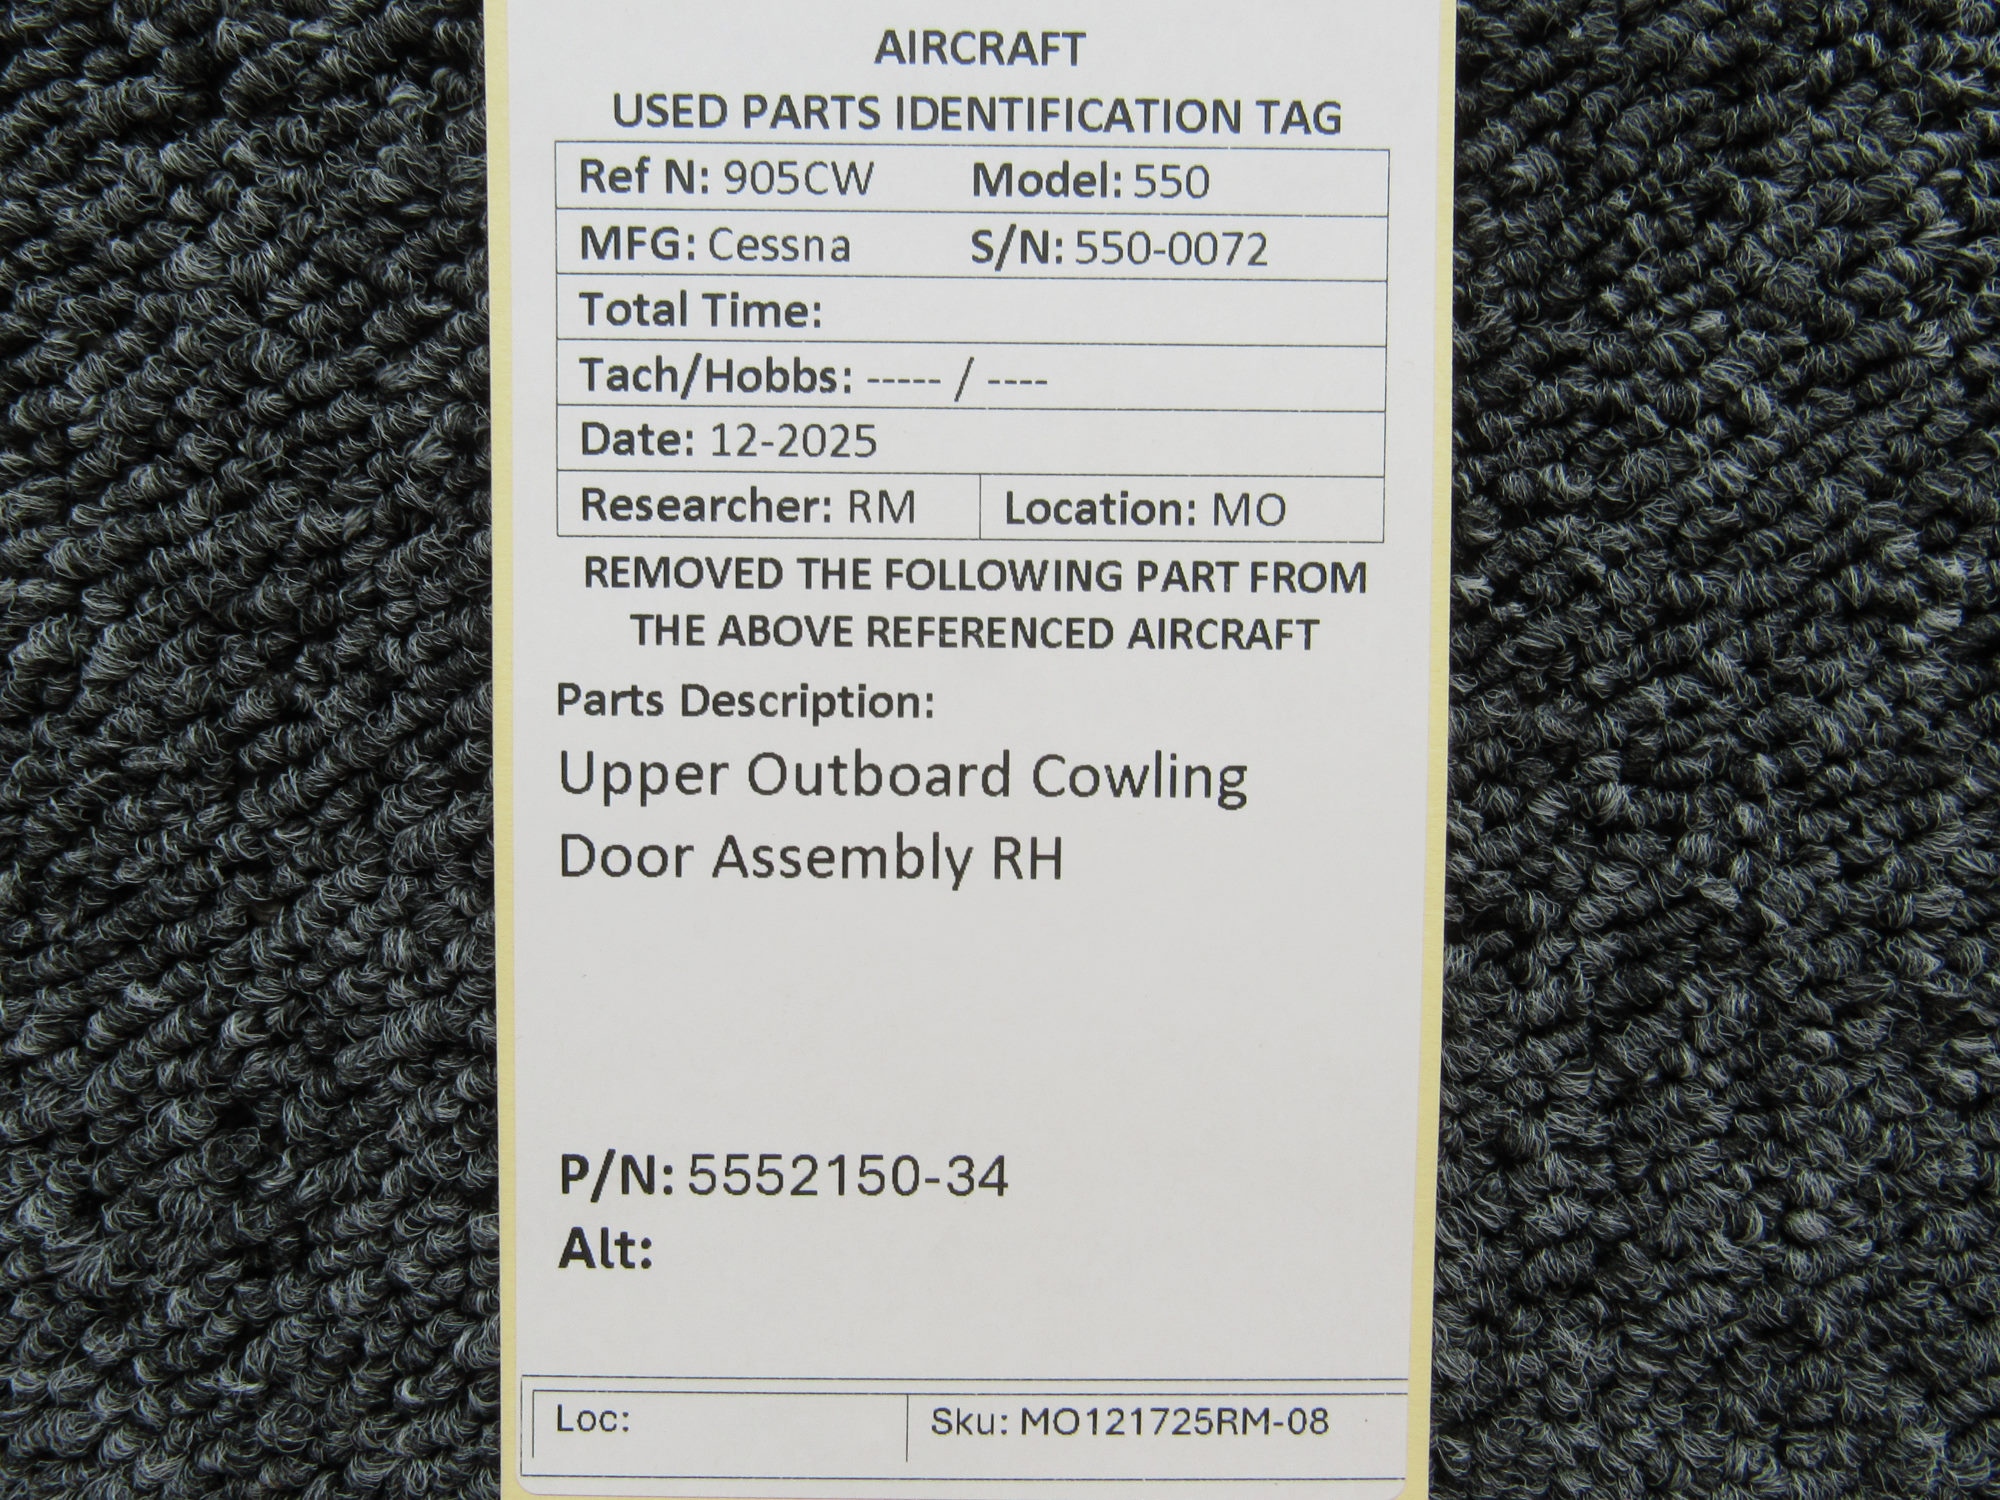 AIRCRAFT
USED PARTS IDENTIFICATION TAG
Ref N: 905CW Model: 550
MFG: Cessna S/N: 550-0072
Total Time:
Tach/Hobbs: ----- / ----
Date: 12-2025
Researcher: RM Location: MO
REMOVED THE FOLLOWING PART FROM
THE ABOVE REFERENCED AIRCRAFT
Parts Description:
Upper Outboard Cowling
Door Assembly RH
P/N: 5552150-34
Alt:
Loc: Sku: MO121725RM-08